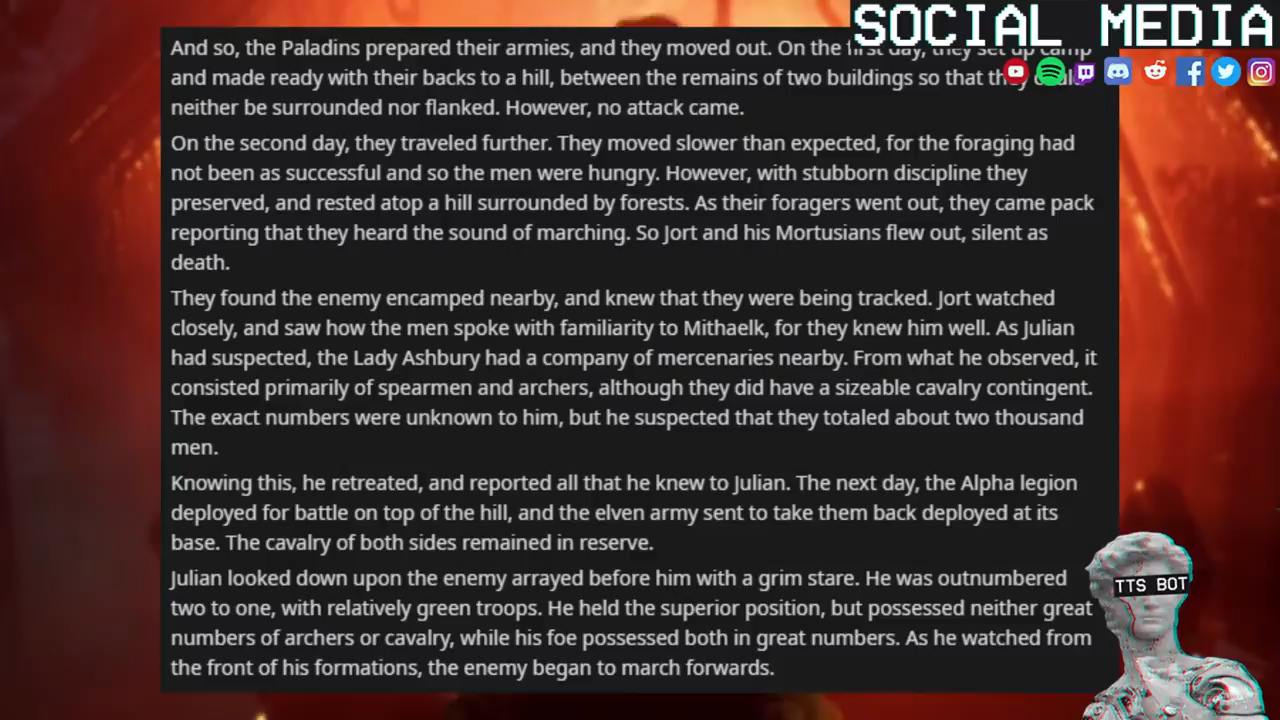 SOCIAL MEDIA
And so, the Paladins prepared their armies, and they moved out. On the first day, they set up camp
and made ready with their backs to a hill, between the remains of two buildings so that they could
neither be surrounded nor flanked. However, no attack came.
On the second day, they traveled further. They moved slower than expected, for the foraging had
not been as successful and so the men were hungry. However, with stubborn discipline they
preserved, and rested atop a hill surrounded by forests. As their foragers went out, they came pack
reporting that they heard the sound of marching. So Jort and his Mortusians flew out, silent as
death.
They found the enemy encamped nearby, and knew that they were being tracked. Jort watched
closely, and saw how the men spoke with familiarity to Mithaelk, for they knew him well. As Julian
had suspected, the Lady Ashbury had a company of mercenaries nearby. From what he observed, it
consisted primarily of spearmen and archers, although they did have a sizeable cavalry contingent.
The exact numbers were unknown to him, but he suspected that they totaled about two thousand
men.
Knowing this, he retreated, and reported all that he knew to Julian. The next day, the Alpha legion
deployed for battle on top of the hill, and the elven army sent to take them back deployed at its
base. The cavalry of both sides remained in reserve.
Julian looked down upon the enemy arrayed before him with a grim stare. He was outnumbered
two to one, with relatively green troops. He held the superior position, but possessed neither great
numbers of archers or cavalry, while his foe possessed both in great numbers. As he watched from
the front of his formations, the enemy began to march forwards.
TTS BOT